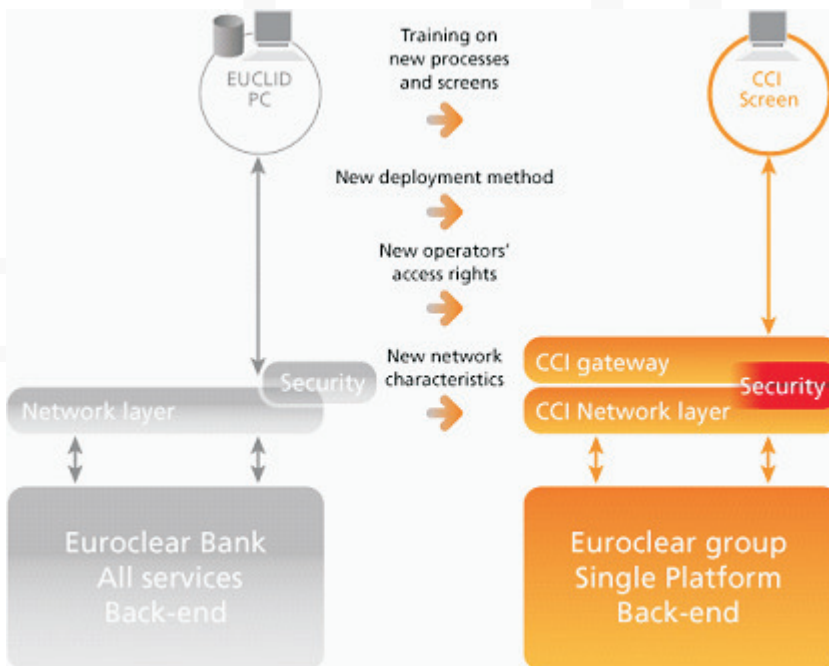 EUCLID
PC
Training on
new processes
and screens
CCI
Screen
New deployment method
New operators'
access rights
New network
characteristics
Security
Network layer
CCI gateway
Security
CCI Network layer
Euroclear Bank
All services
Back-end
Euroclear group
Single Platform
Back-end